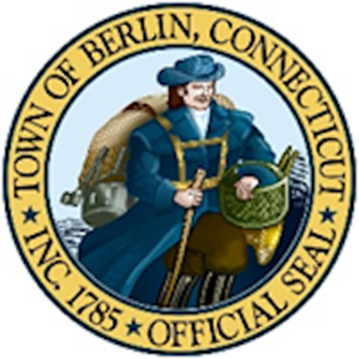 TOWN OF BERLIN, CONNECTICUT
INC. 1785 ★ OFFICIAL SEAL